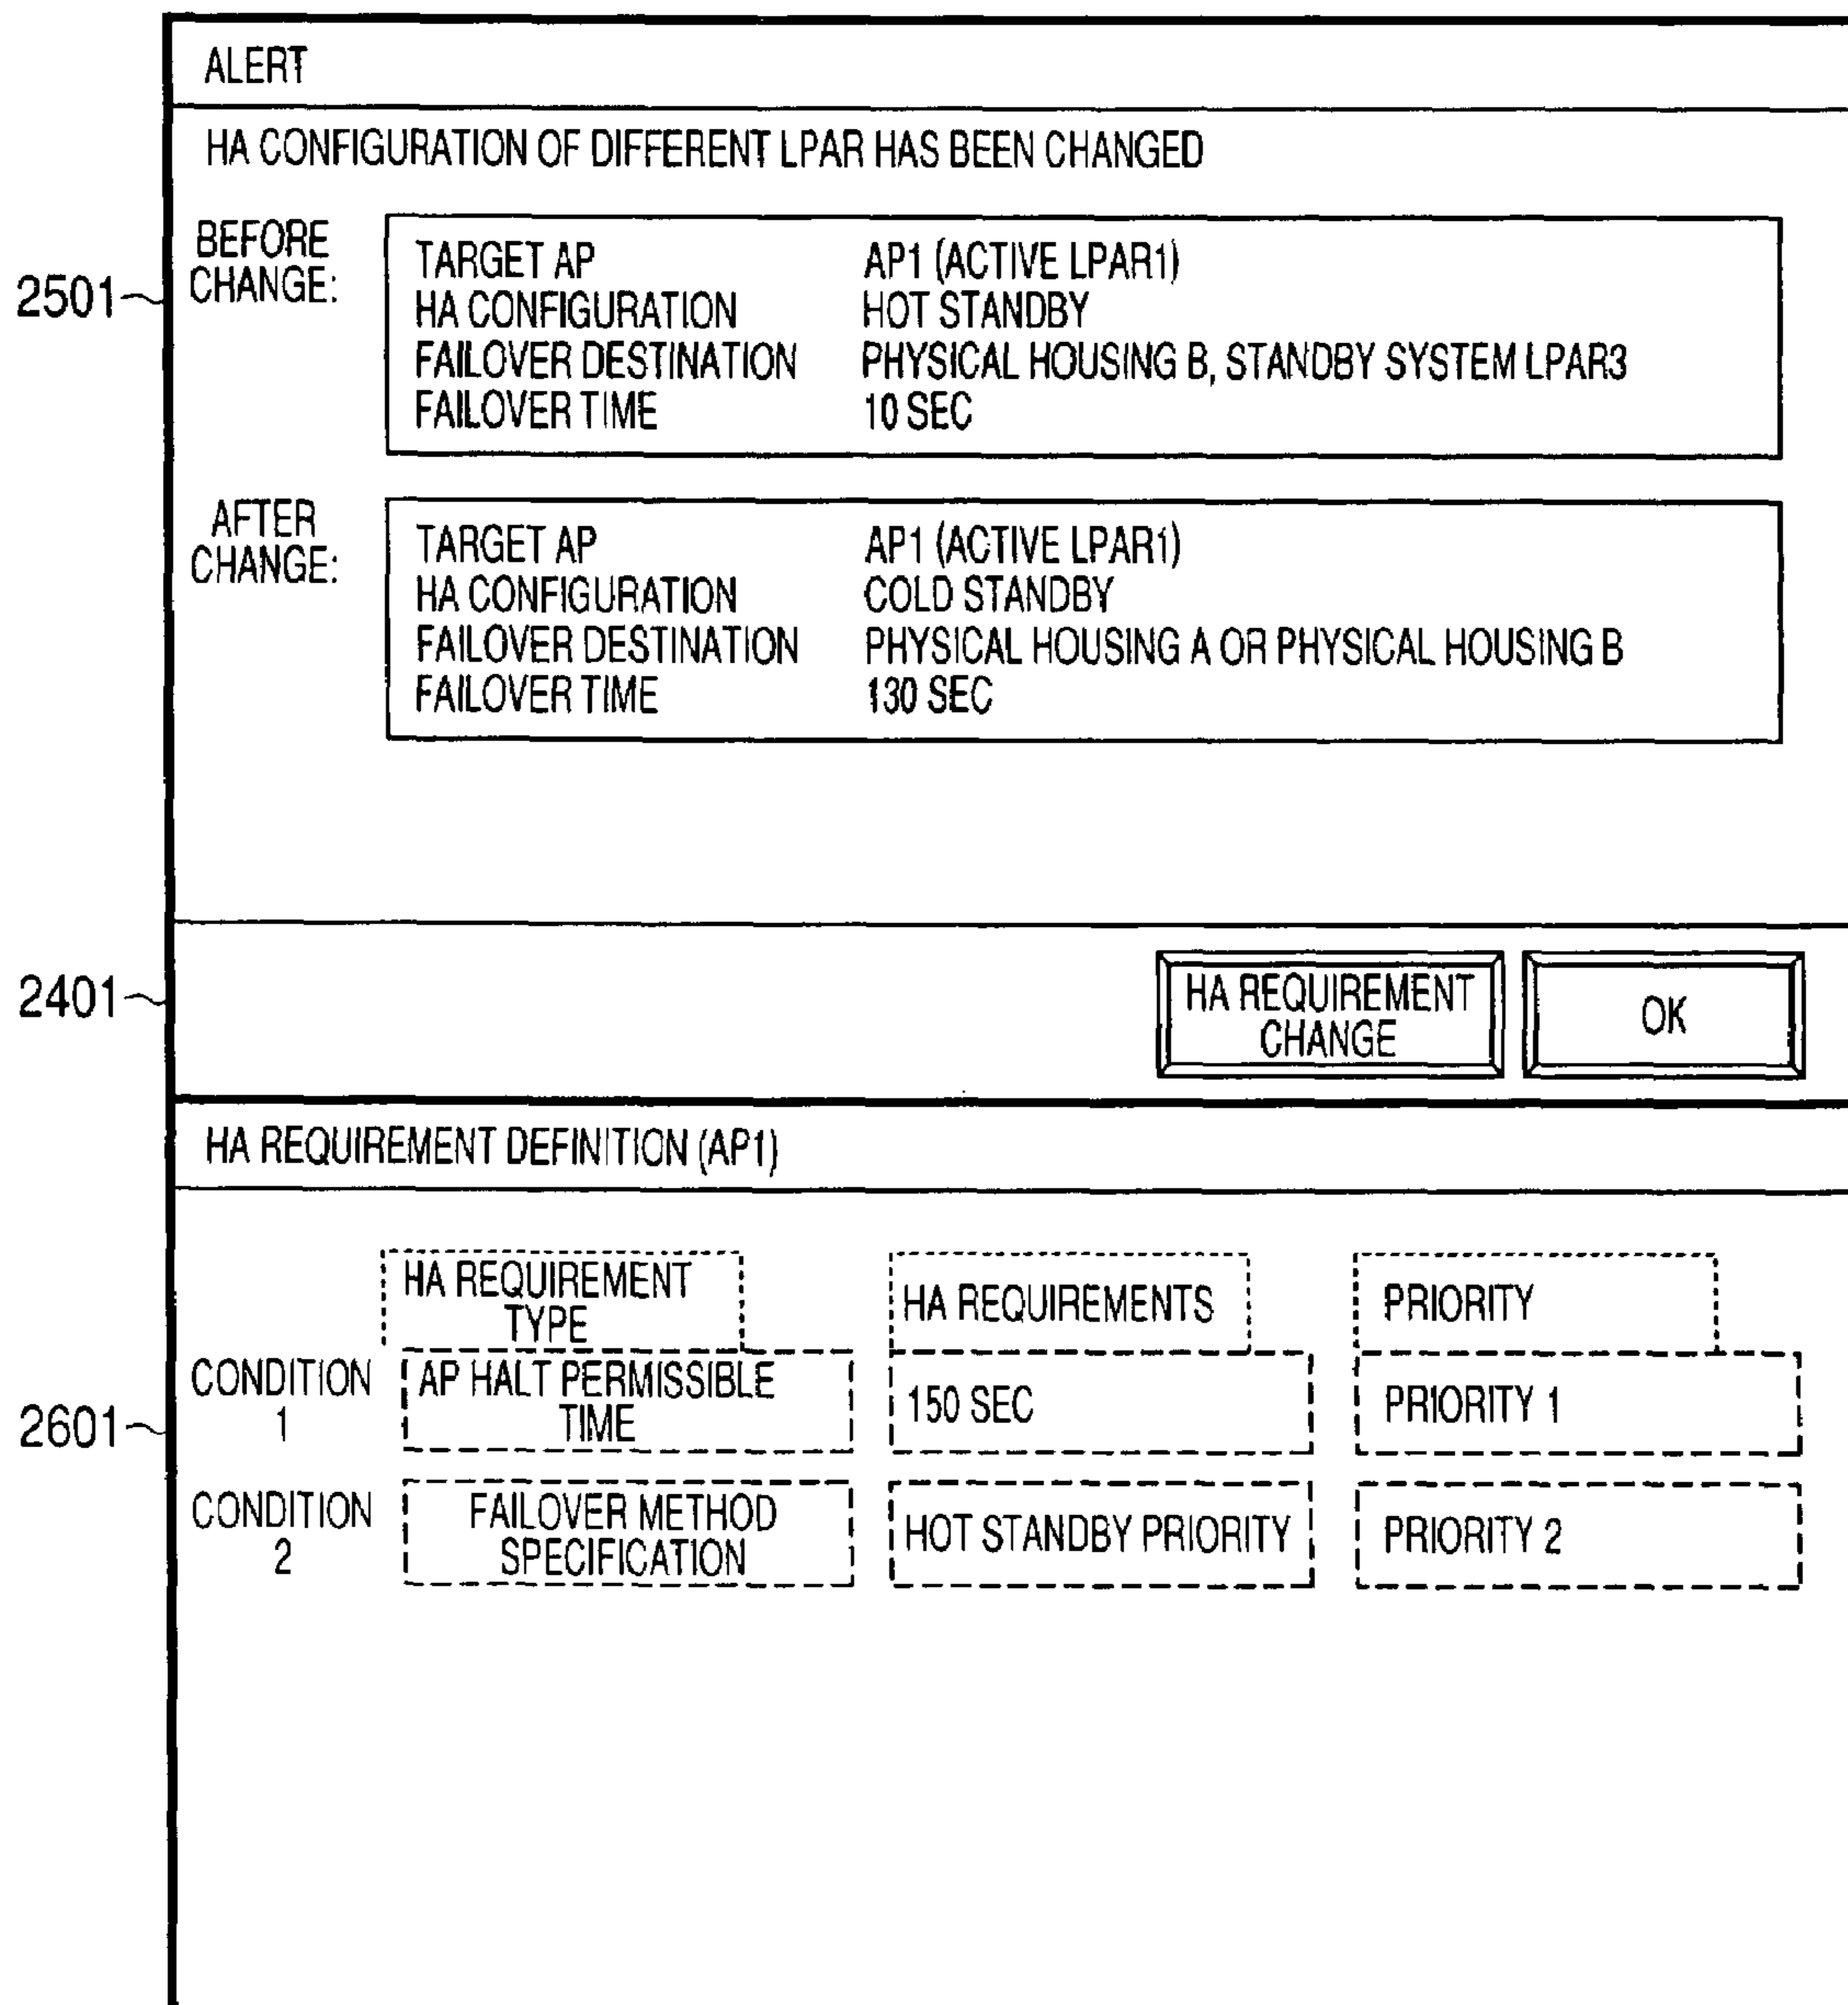 ALERT
HA CONFIGURATION OF DIFFERENT LPAR HAS BEEN CHANGED
2501
BEFORE
CHANGE:
TARGET AP AP1 (ACTIVE LPAR1)
HA CONFIGURATION HOT STANDBY
FAILOVER DESTINATION PHYSICAL HOUSING B, STANDBY SYSTEM LPAR3
FAILOVER TIME 10 SEC
AFTER
CHANGE:
TARGET AP AP1 (ACTIVE LPAR1)
HA CONFIGURATION COLD STANDBY
FAILOVER DESTINATION PHYSICAL HOUSING A OR PHYSICAL HOUSING B
FAILOVER TIME 130 SEC
2401
HA REQUIREMENT
CHANGE
OK
HA REQUIREMENT DEFINITION (AP1)
HA REQUIREMENT
TYPE
HA REQUIREMENTS
PRIORITY
2601
CONDITION
1
AP HALT PERMISSIBLE
TIME
150 SEC
PRIORITY 1
CONDITION
2
FAILOVER METHOD
SPECIFICATION
HOT STANDBY PRIORITY
PRIORITY 2